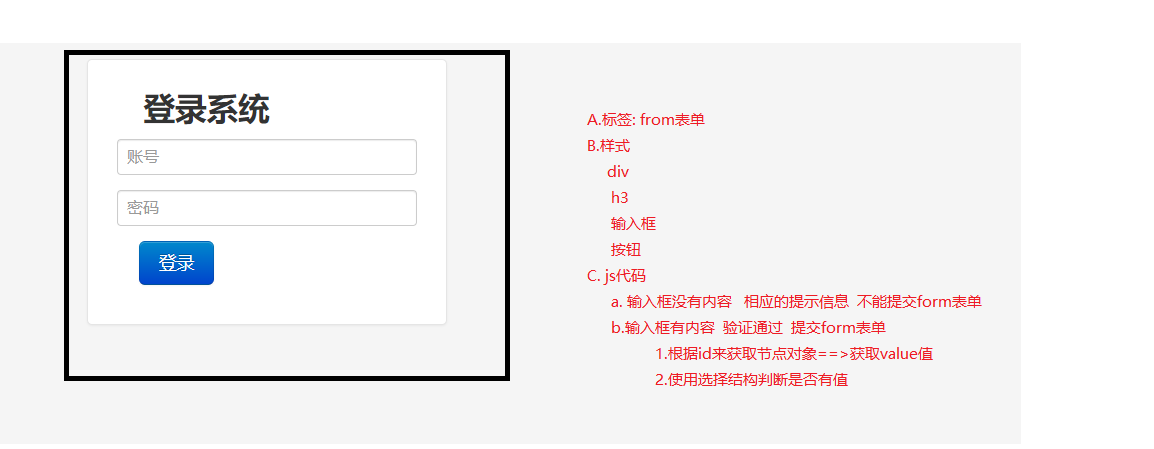 登录系统
账号
密码
登录
A.标签: from表单
B.样式
div
h3
输入框
按钮
C. js代码
a. 输入框没有内容 相应的提示信息 不能提交form表单
b.输入框有内容 验证通过 提交form表单
1.根据id来获取节点对象==>获取value值
2.使用选择结构判断是否有值